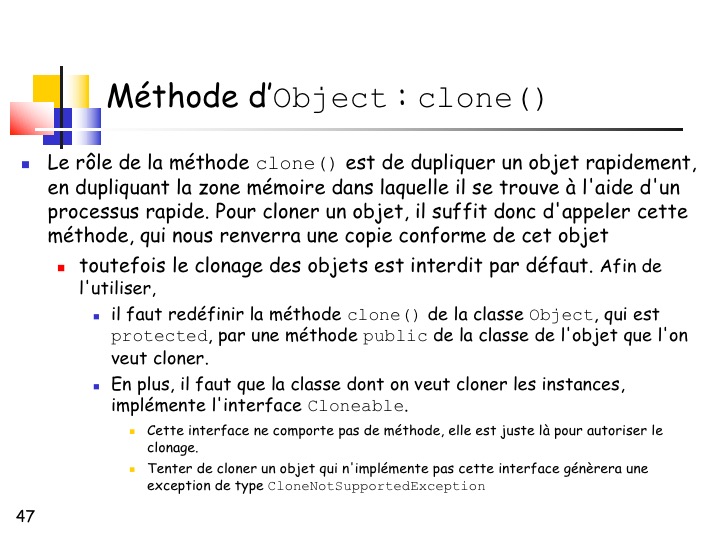 Méthode d'Object : clone()
Le rôle de la méthode clone() est de dupliquer un objet rapidement,
en dupliquant la zone mémoire dans laquelle il se trouve à l'aide d'un
processus rapide. Pour cloner un objet, il suffit donc d'appeler cette
méthode, qui nous renverra une copie conforme de cet objet
toutefois le clonage des objets est interdit par défaut. Afin de
l'utiliser,
il faut redéfinir la méthode clone() de la classe Object, qui est
protected, par une méthode public de la classe de l'objet que l'on
veut cloner.
En plus, il faut que la classe dont on veut cloner les instances,
implémente l'interface Cloneable.
Cette interface ne comporte pas de méthode, elle est juste là pour autoriser le
clonage.
Tenter de cloner un objet qui n'implémente pas cette interface génèrera une
exception de type CloneNotSupportedException
47